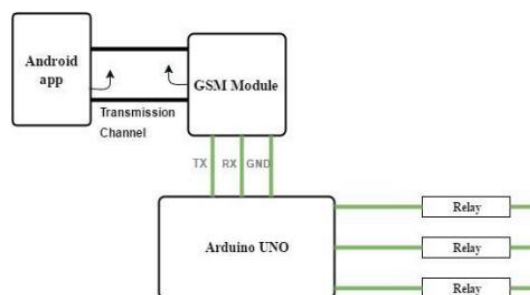 Android
app
GSM Module
Transmission
Channel
TX RX GND
Arduino UNO
Relay
Relay
Relay